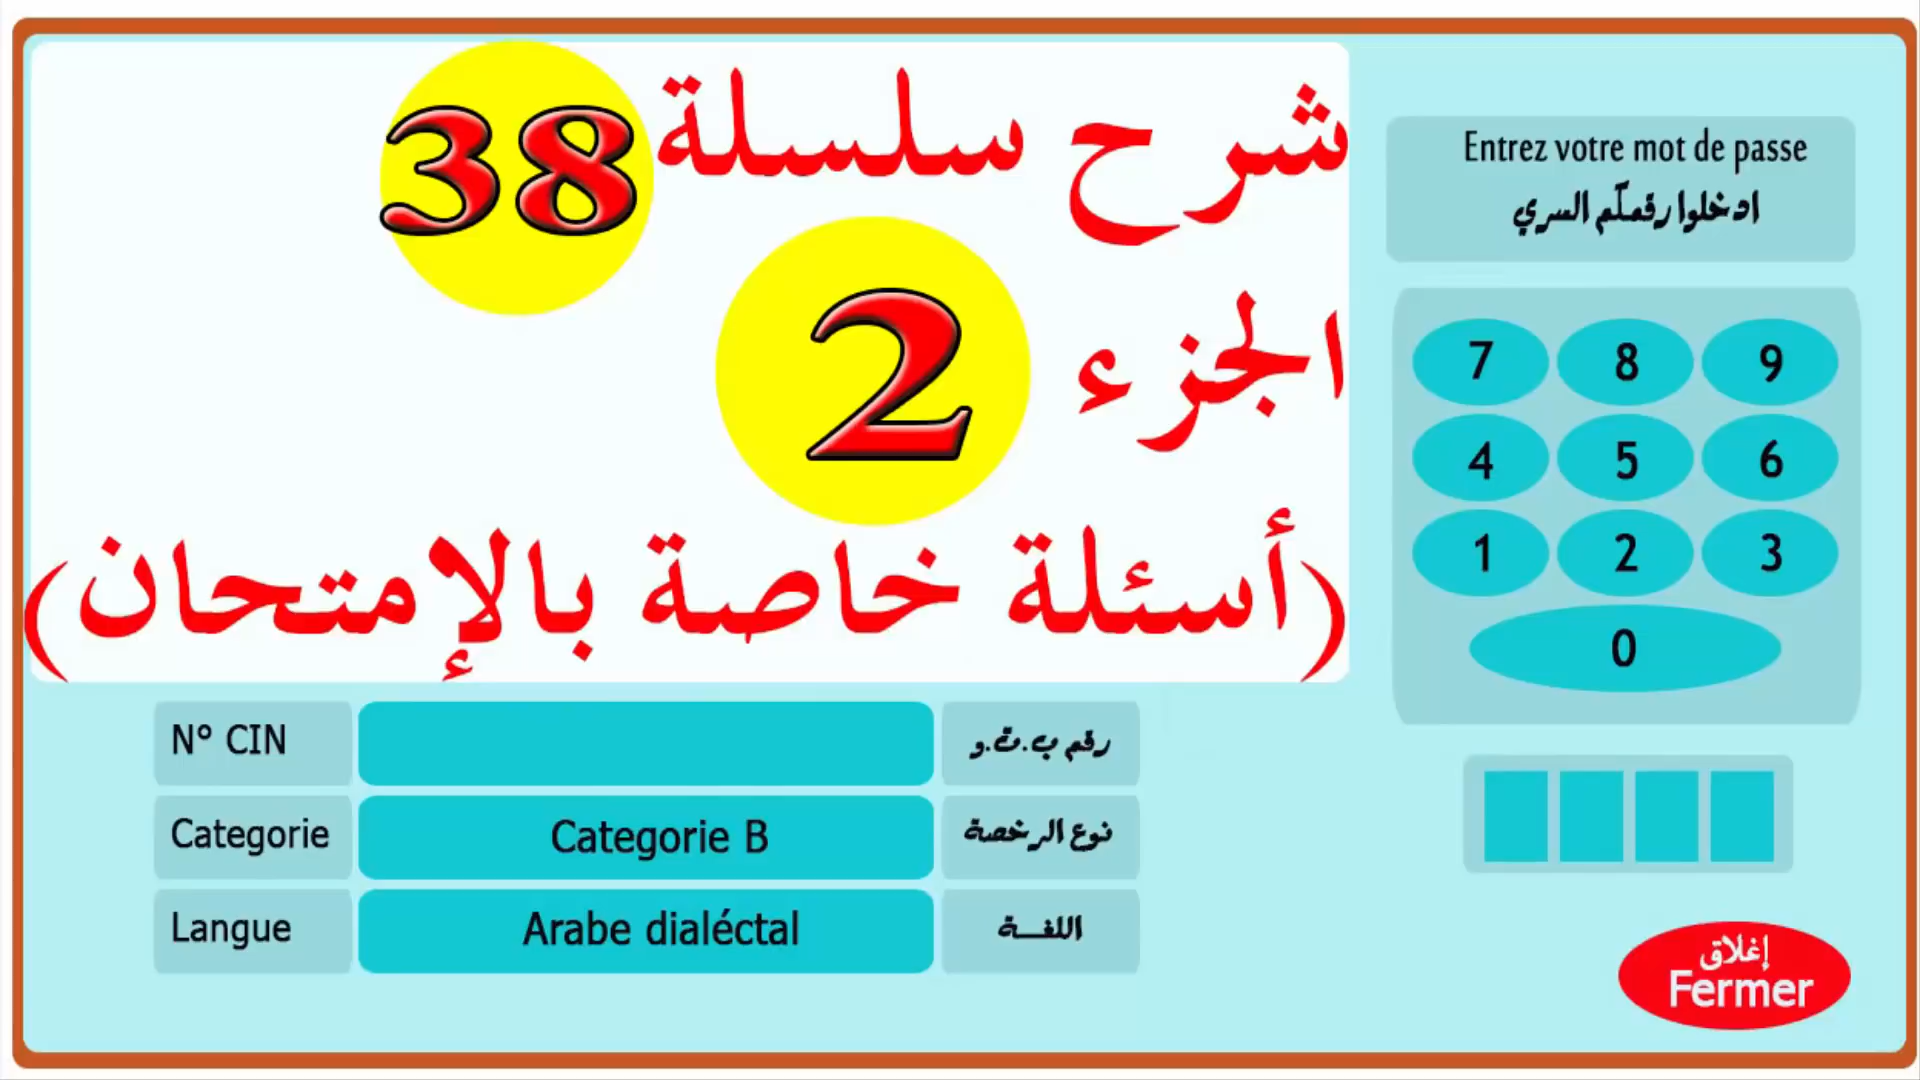 شرح سلسلة 38
الجزء 2
(أسئلة خاصة بالإمتحان)
Entrez votre mot de passe
ادخلوا رقمكم السري
7 8 9
4 5 6
1 2 3
0
N° CIN رقم ب.ت.و
Categorie Categorie B نوع الرخصة
Langue Arabe dialéctal اللغــة
إغلاق
Fermer